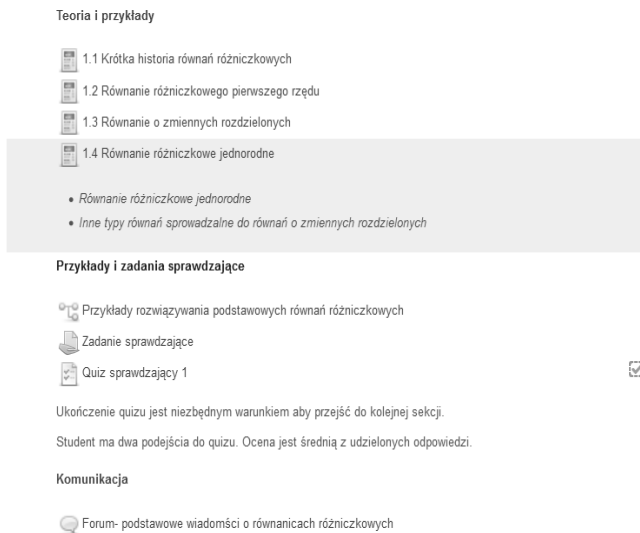 Teoria i przykłady
1.1 Krótka historia równań różniczkowych
1.2 Równanie różniczkowego pierwszego rzędu
1.3 Równanie o zmiennych rozdzielonych
1.4 Równanie różniczkowe jednorodne
• Równanie różniczkowe jednorodne
• Inne typy równań sprowadzalne do równań o zmiennych rozdzielonych
Przykłady i zadania sprawdzające
Przykłady rozwiązywania podstawowych równań różniczkowych
Zadanie sprawdzające
Quiz sprawdzający 1
Ukończenie quizu jest niezbędnym warunkiem aby przejść do kolejnej sekcji.
Student ma dwa podejścia do quizu. Ocena jest średnią z udzielonych odpowiedzi.
Komunikacja
Forum- podstawowe wiadomści o równanicach różniczkowych